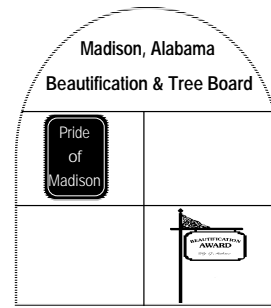 Madison, Alabama
Beautification & Tree Board
Pride
of
Madison
BEAUTIFICATION
AWARD